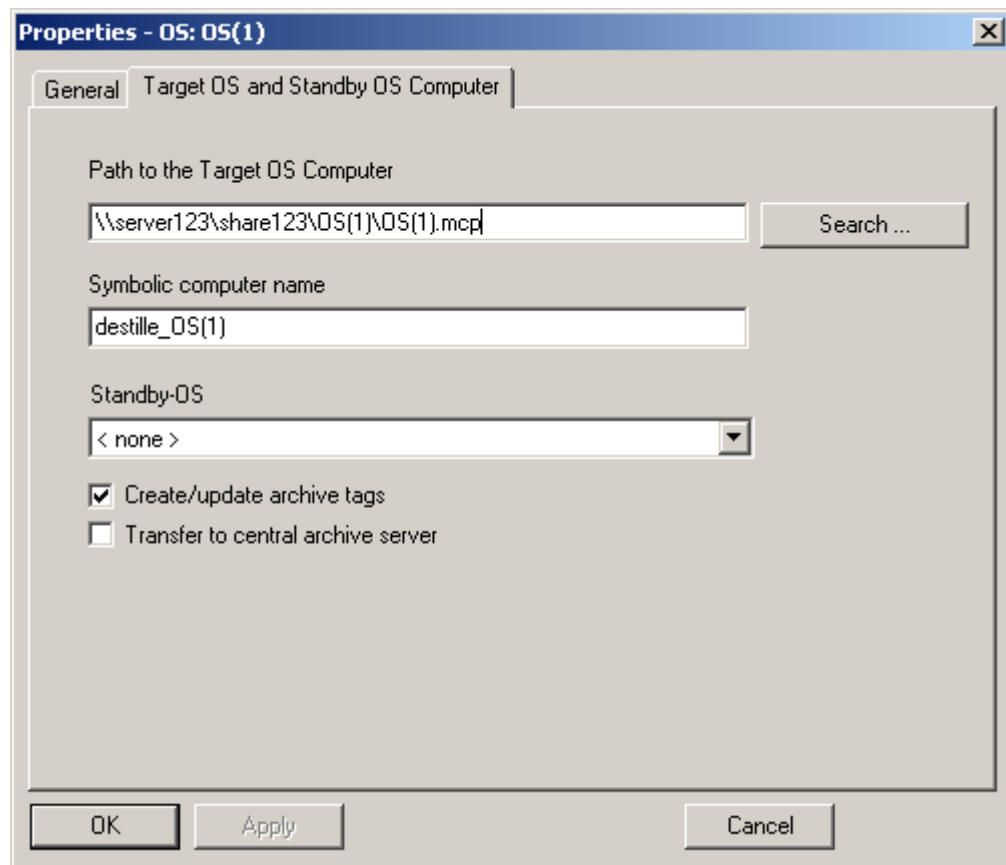 Properties - OS: OS(1)
General Target OS and Standby OS Computer
Path to the Target OS Computer
\\server123\share123\OS(1)\OS(1).mcp Search ...
Symbolic computer name
destille_OS(1)
Standby-OS
< none >
Create/update archive tags
Transfer to central archive server
OK Apply Cancel